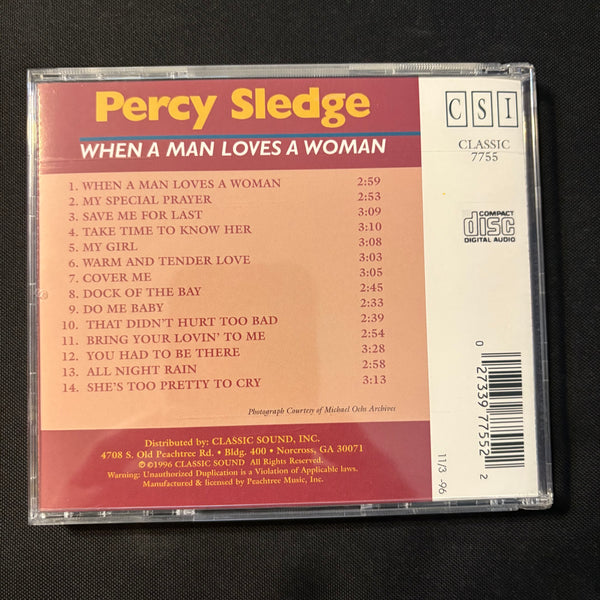 Percy Sledge
WHEN A MAN LOVES A WOMAN
1. WHEN A MAN LOVES A WOMAN 2:59
2. MY SPECIAL PRAYER 2:53
3. SAVE ME FOR LAST 3:09
4. TAKE TIME TO KNOW HER 3:10
5. MY GIRL 3:08
6. WARM AND TENDER LOVE 3:03
7. COVER ME 3:05
8. DOCK OF THE BAY 2:45
9. DO ME BABY 2:33
10. THAT DIDN'T HURT TOO BAD 2:39
11. BRING YOUR LOVIN' TO ME 2:54
12. YOU HAD TO BE THERE 3:28
13. ALL NIGHT RAIN 2:58
14. SHE'S TOO PRETTY TO CRY 3:13
Photograph Courtesy of Michael Ochs Archives
Distributed by: CLASSIC SOUND, INC.
4708 S. Old Peachtree Rd. • Bldg. 400 • Norcross, GA 30071
℗ ©1996 CLASSIC SOUND All Rights Reserved.
Warning: Unauthorized Duplication is a Violation of Applicable laws.
Manufactured & licensed by Peachtree Music, Inc.
CSI
CLASSIC
7755
COMPACT
disc
DIGITAL AUDIO
0 27339 77552 2
11/3 -96